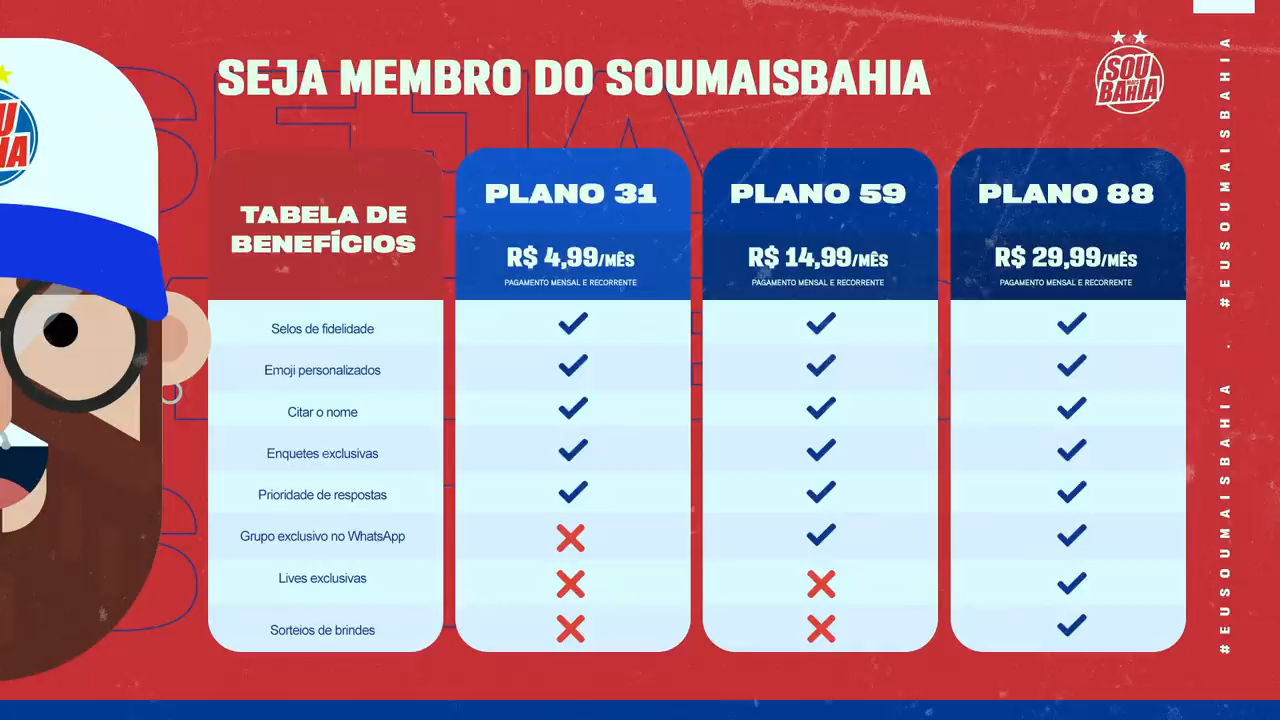 SEJA MEMBRO DO SOUMAISBAHIA
SOU
MAIS
BAHIA
TABELA DE
BENEFÍCIOS
PLANO 31
R$ 4,99/MÊS
PAGAMENTO MENSAL E RECORRENTE
PLANO 59
R$ 14,99/MÊS
PAGAMENTO MENSAL E RECORRENTE
PLANO 88
R$ 29,99/MÊS
PAGAMENTO MENSAL E RECORRENTE
Selos de fidelidade
Emoji personalizados
Citar o nome
Enquetes exclusivas
Prioridade de respostas
Grupo exclusivo no WhatsApp
Lives exclusivas
Sorteios de brindes
#EUSOUMAISBAHIA . #EUSOUMAISBAHIA
SEJA